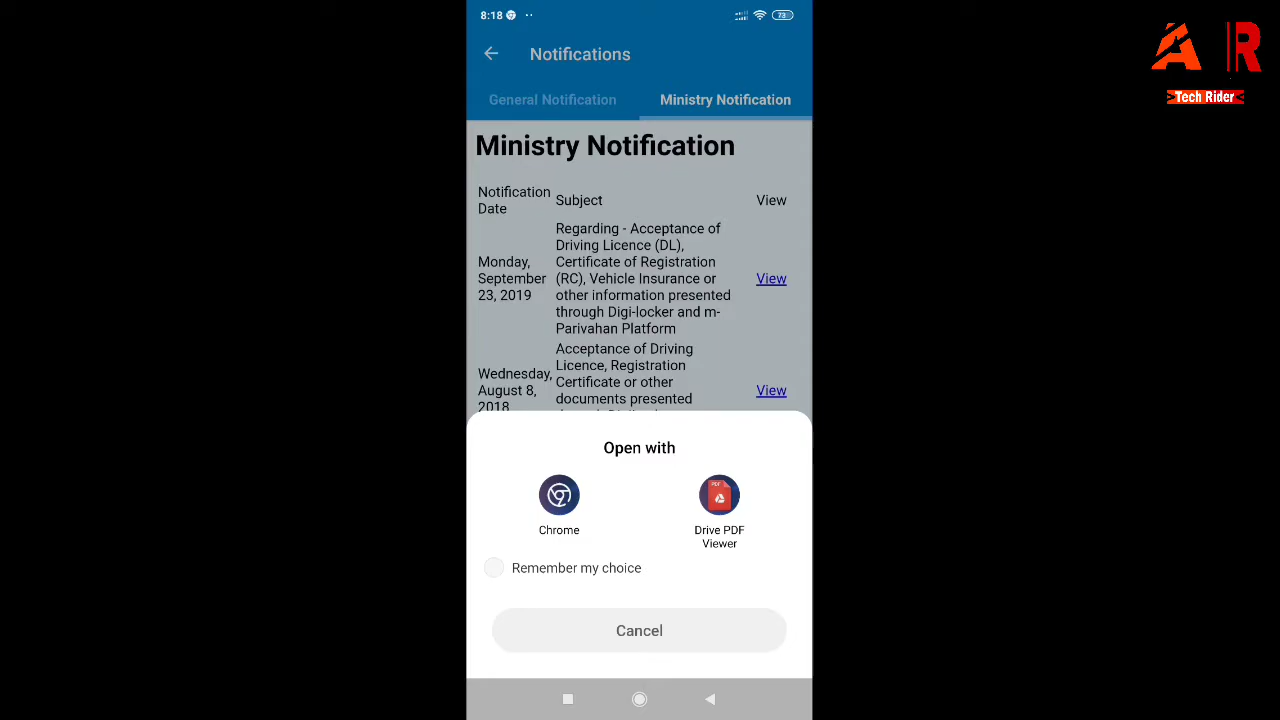 8:18
73
Notifications
General Notification
Ministry Notification
Ministry Notification
Notification
Date
Subject
View
Monday,
September
23, 2019
Regarding - Acceptance of
Driving Licence (DL),
Certificate of Registration
(RC), Vehicle Insurance or
other information presented
through Digi-locker and m-
Parivahan Platform
View
Wednesday,
August 8,
2018
Acceptance of Driving
Licence, Registration
Certificate or other
documents presented
View
Open with
Chrome
PDF
Drive PDF
Viewer
Remember my choice
Cancel
A R
Tech Rider